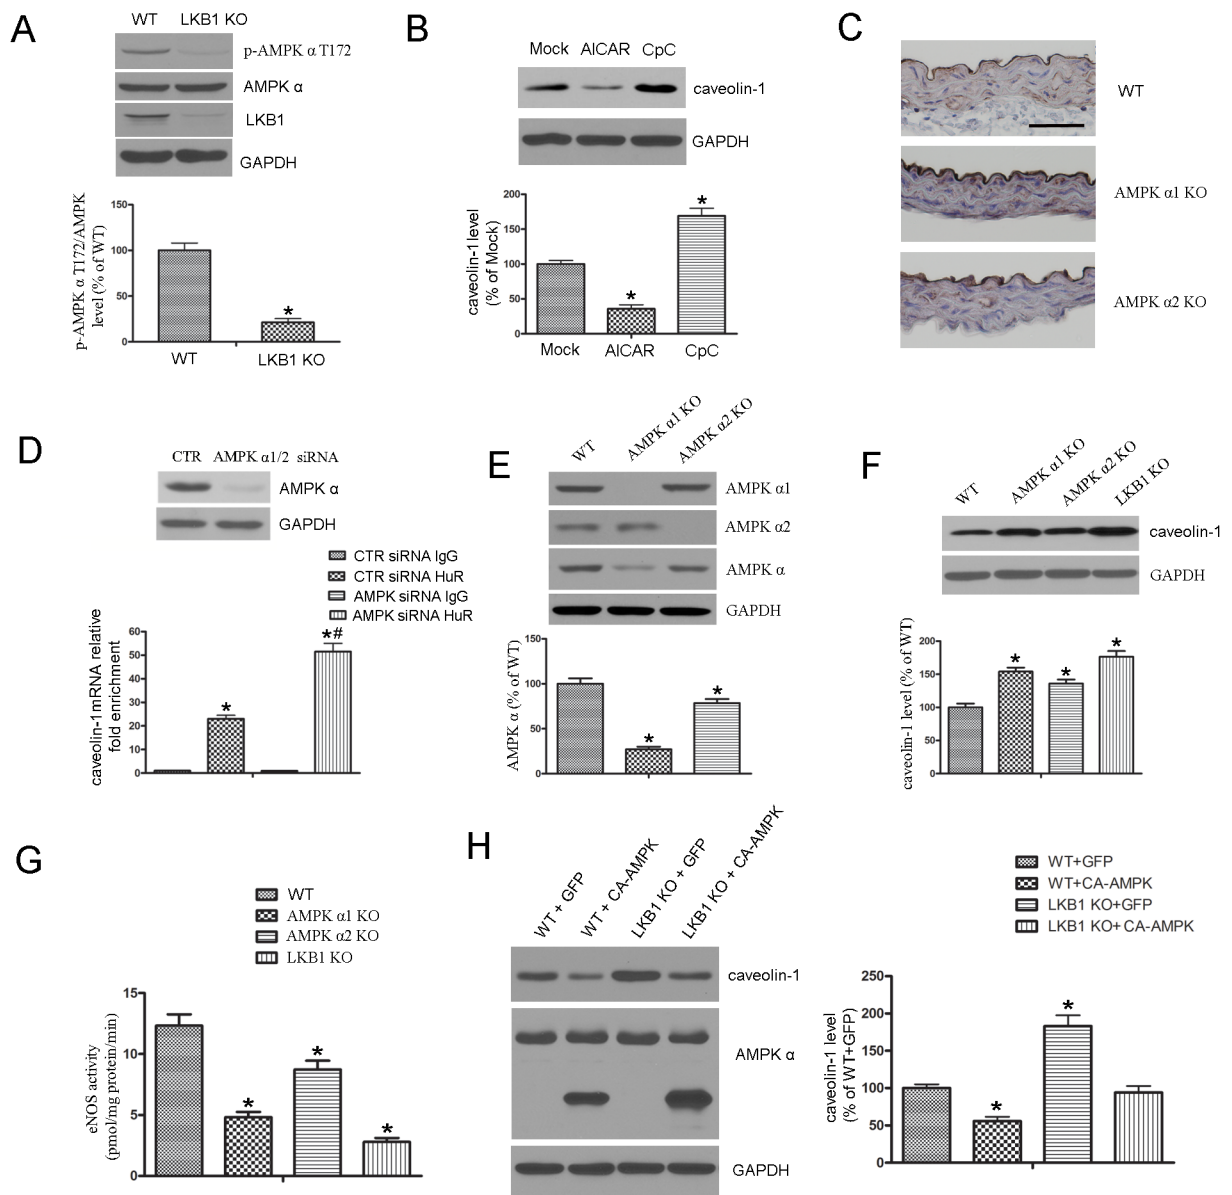 A
WT LKB1 KO
p-AMPK α T172
AMPK α
LKB1
GAPDH
p-AMPK α T172/AMPK
level (% of WT)
150
100
50
0
WT LKB1 KO
*
B
Mock AICAR CpC
caveolin-1
GAPDH
caveolin-1 level
(% of Mock)
200
150
100
50
0
* *
Mock AICAR CpC
C
WT
AMPK α1 KO
AMPK α2 KO
D
CTR AMPK α1/2 siRNA
AMPK α
GAPDH
CTR siRNA IgG
CTR siRNA HuR
AMPK siRNA IgG
AMPK siRNA HuR
caveolin-1mRNA relative
fold enrichment
60
50
40
30
20
10
0
* *#
E
WT AMPK α1 KO AMPK α2 KO
AMPK α1
AMPK α2
AMPK α
GAPDH
AMPK α (% of WT)
150
100
50
0
* *
F
WT AMPK α1 KO AMPK α2 KO LKB1 KO
caveolin-1
GAPDH
caveolin-1 level (% of WT)
200
150
100
50
0
* * *
G
WT
AMPK α1 KO
AMPK α2 KO
LKB1 KO
eNOS activity
(pmol/mg protein/min)
15
10
5
0
* * *
H
WT + GFP WT + CA-AMPK LKB1 KO + GFP LKB1 KO + CA-AMPK
caveolin-1
AMPK α
GAPDH
WT+GFP
WT+CA-AMPK
LKB1 KO+GFP
LKB1 KO+CA-AMPK
caveolin-1 level
(% of WT+GFP)
250
200
150
100
50
0
* *